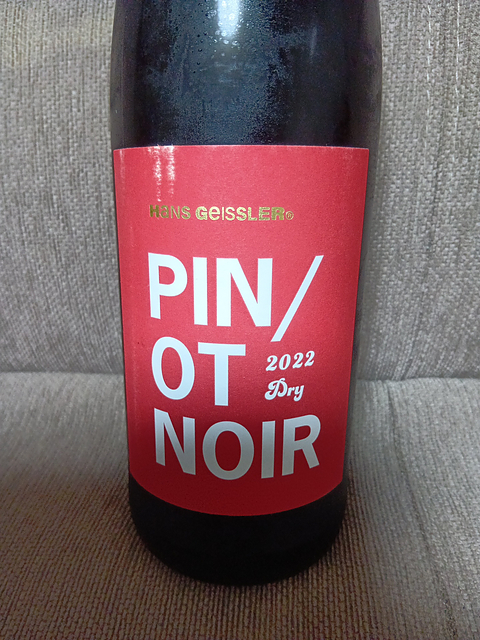 HANS GEISSLER®
PIN/
OT
2022
Dry
NOIR